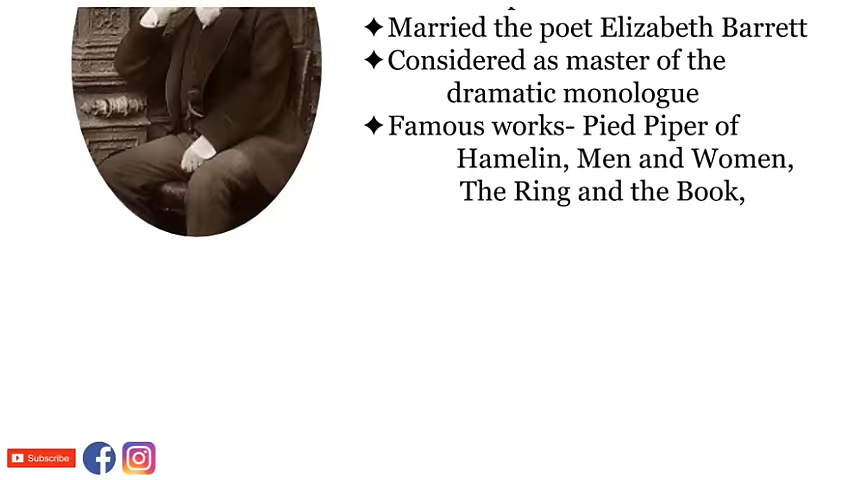 ✦Married the poet Elizabeth Barrett
✦Considered as master of the
dramatic monologue
✦Famous works- Pied Piper of
Hamelin, Men and Women,
The Ring and the Book,
Subscribe